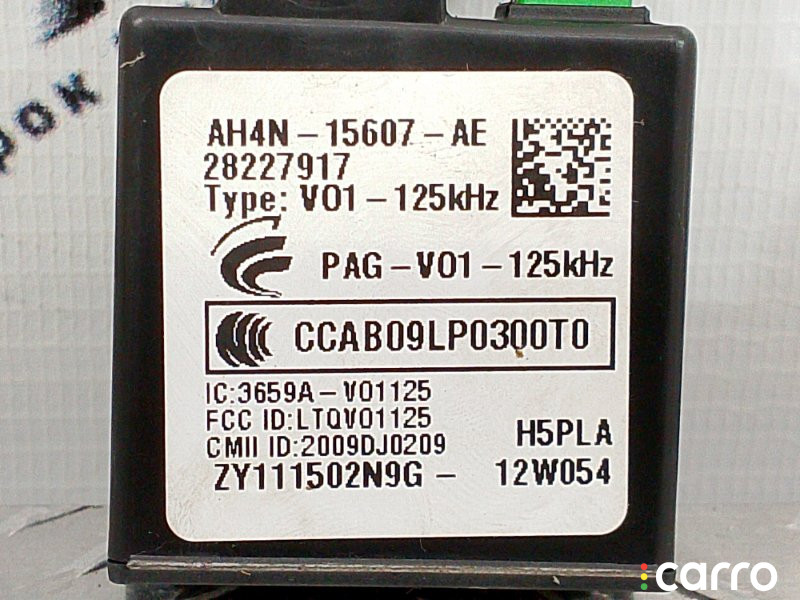 РОК
AH4N-15607-AE
28227917
Type: V01-125kHz
PAG-V01-125kHz
CCAB09LP0300T0
IC:3659A-V01125
FCC ID:LTQV01125
CMII ID:2009DJ0209
H5PLA
ZY111502N9G- 12W054
carro